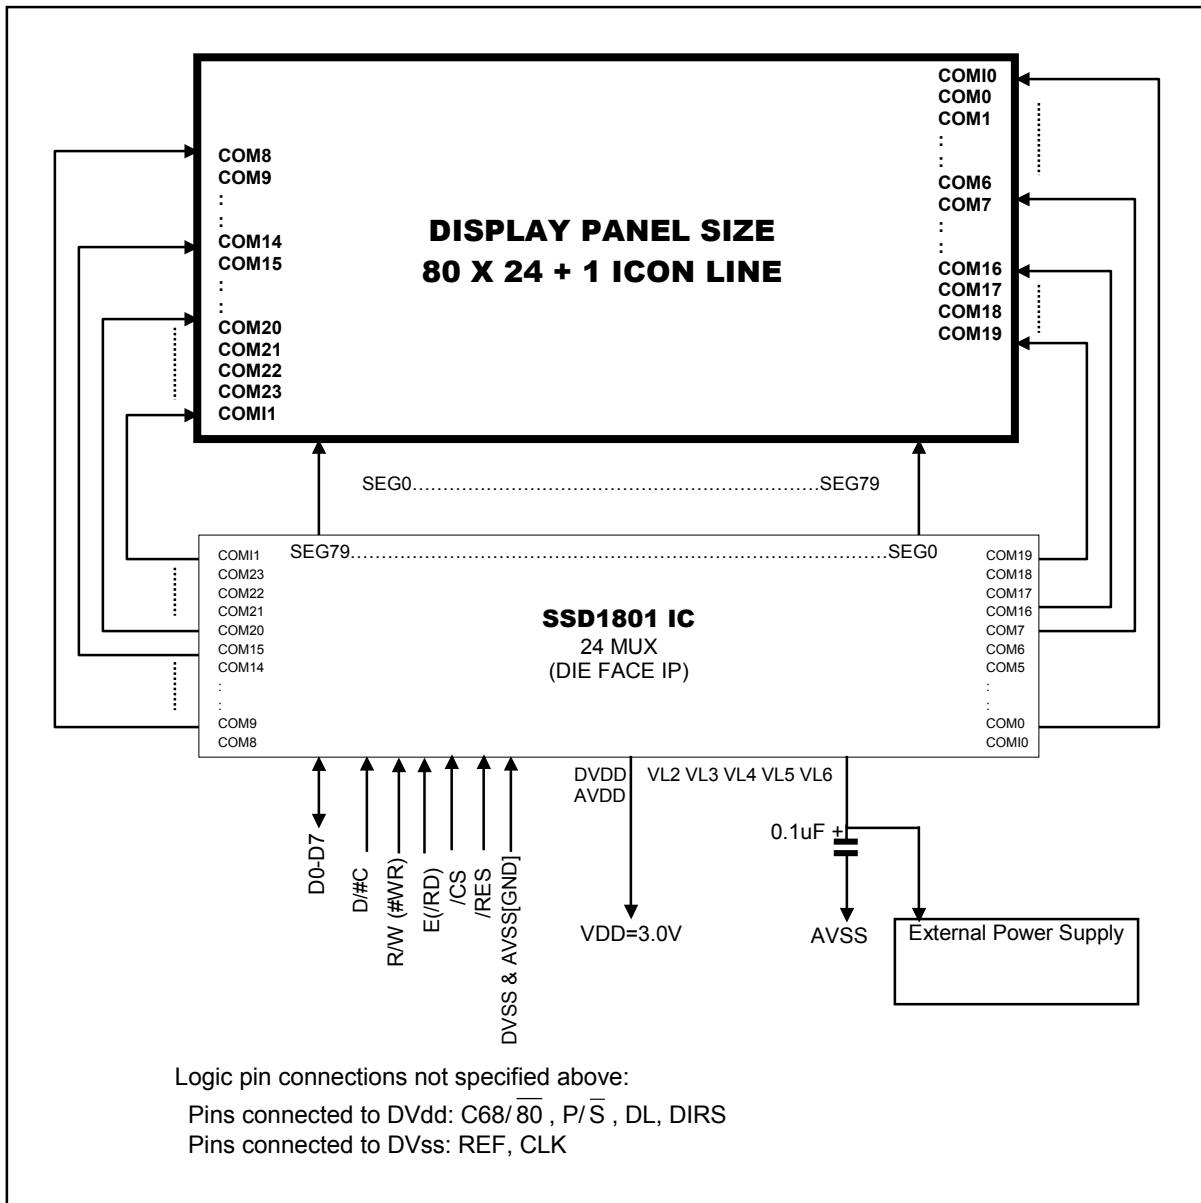 COMI0
COM0
COM1
:
:
COM6
COM7
:
:
COM16
COM17
COM18
COM19
COM8
COM9
:
:
COM14
COM15
:
:
COM20
COM21
COM22
COM23
COMI1
DISPLAY PANEL SIZE
80 X 24 + 1 ICON LINE
SEG0..........................................................................SEG79
SEG79..........................................................................SEG0
COMI1
COM23
COM22
COM21
COM20
COM15
COM14
:
:
COM9
COM8
SSD1801 IC
24 MUX
(DIE FACE IP)
COM19
COM18
COM17
COM16
COM7
COM6
COM5
:
:
COM0
COMI0
D0-D7
D/#C
R/W (#WR)
E(/RD)
/CS
/RES
DVSS & AVSS[GND]
DVDD
AVDD
VL2 VL3 VL4 VL5 VL6
0.1uF +
VDD=3.0V
AVSS
External Power Supply
Logic pin connections not specified above:
Pins connected to DVdd: C68/ 8̅0̅ , P/ S̅ , DL, DIRS
Pins connected to DVss: REF, CLK